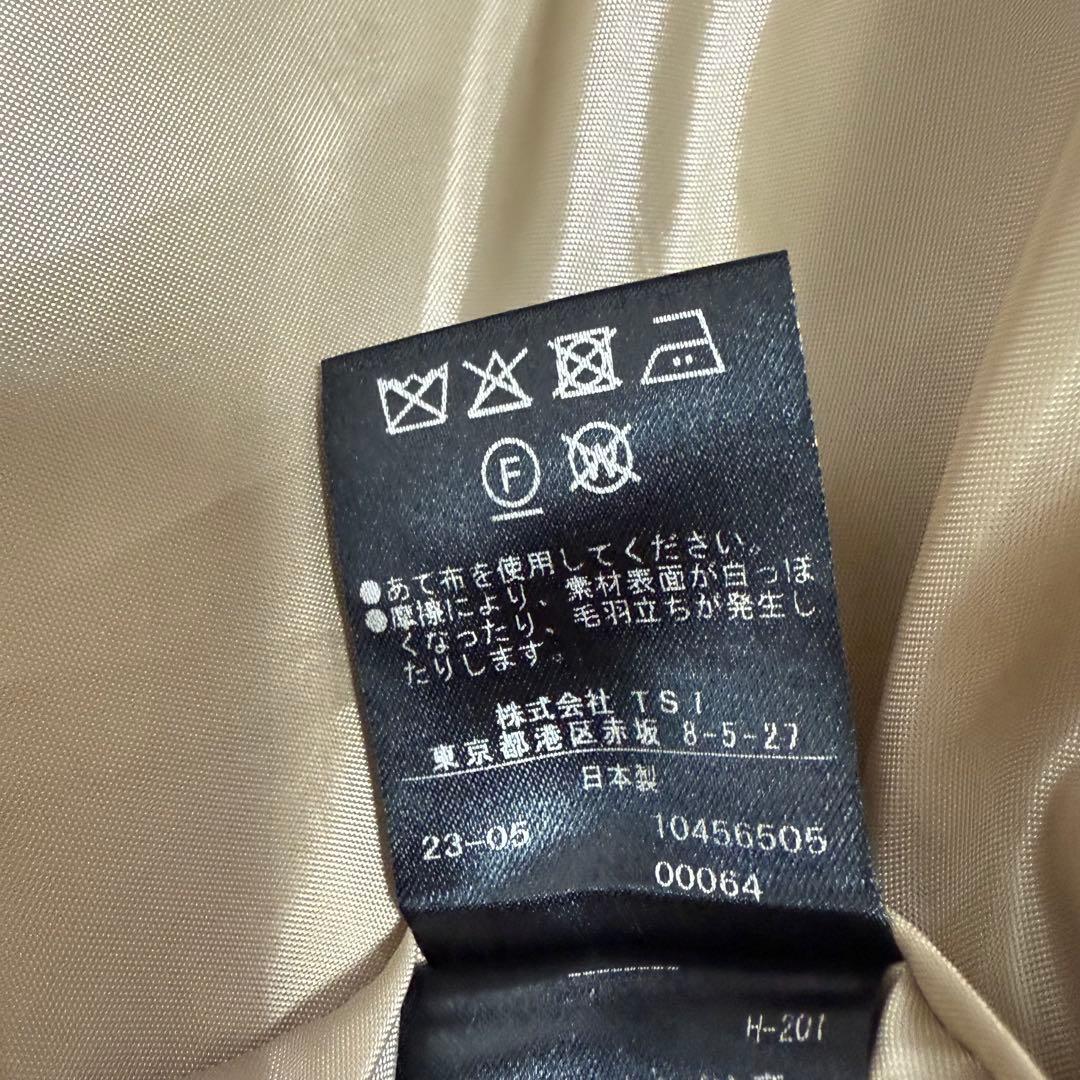 F
W
●あて布を使用してください。
●摩擦により、素材表面が白っぽ
くなったり、毛羽立ちが発生し
たりします。
株式会社 TSI
東京都港区赤坂 8-5-27
日本製
23-05 10456505
00064
H-201